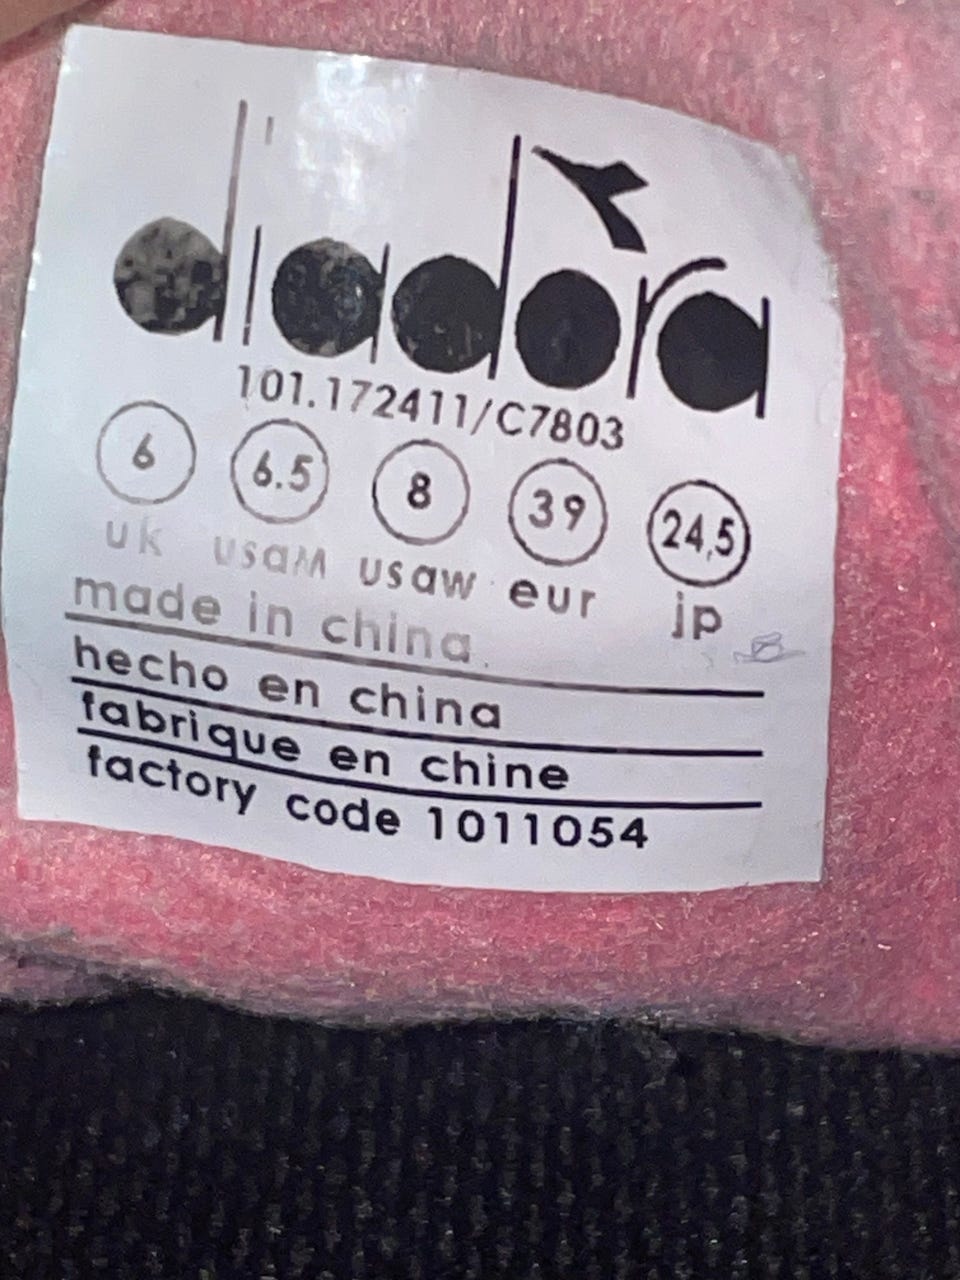 diadora
101.172411/C7803
6 6.5 8 39 24,5
uk usam usaw eur jp
made in china
hecho en china
fabrique en chine
factory code 1011054